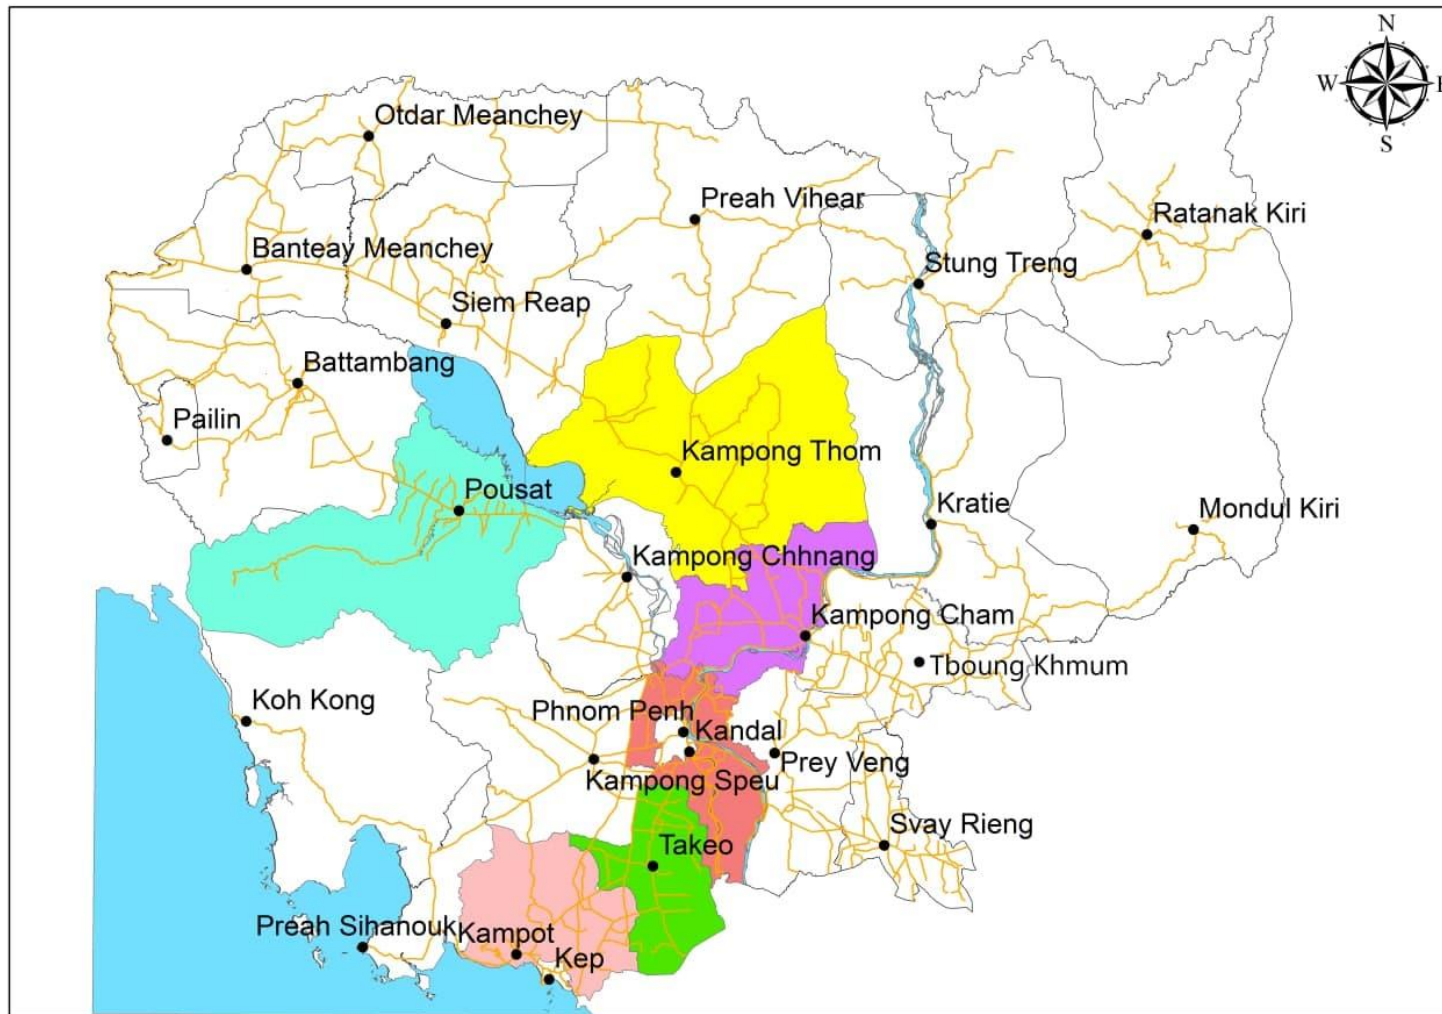 N
W
E
S
Otdar Meanchey
Preah Vihear
Ratanak Kiri
Banteay Meanchey
Stung Treng
Siem Reap
Battambang
Pailin
Kampong Thom
Pousat
Kratie
Mondul Kiri
Kampong Chhnang
Kampong Cham
Tboung Khmum
Koh Kong
Phnom Penh
Kandal
Prey Veng
Kampong Speu
Svay Rieng
Takeo
Preah Sihanouk
Kampot
Kep